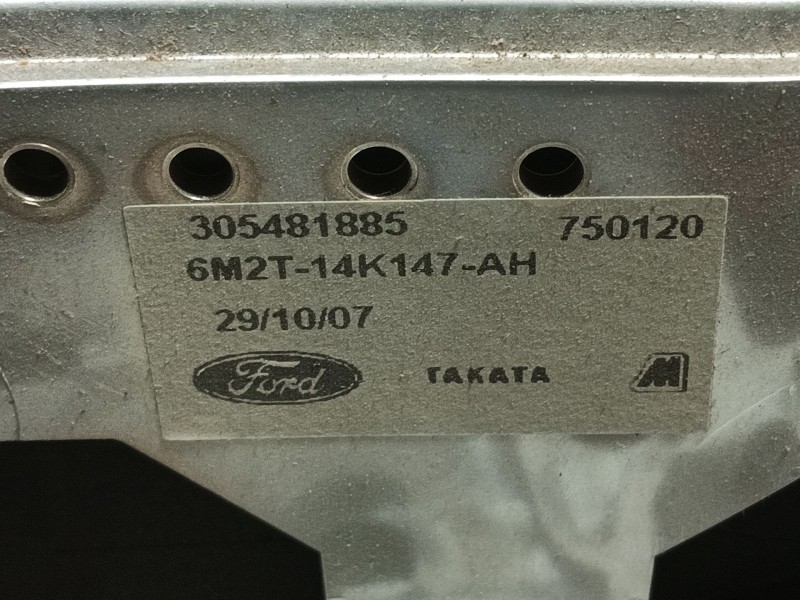 305481885 750120
6M2T-14K147-AH
29/10/07
Ford TAKATA M